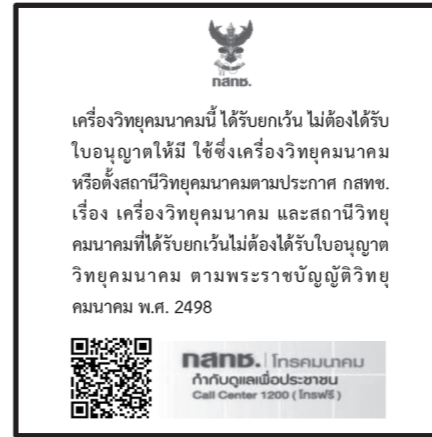 กสทช.
เครื่องวิทยุคมนาคมนี้ ได้รับยกเว้น ไม่ต้องได้รับ
ใบอนุญาตให้มี ใช้ซึ่งเครื่องวิทยุคมนาคม
หรือตั้งสถานีวิทยุคมนาคมตามประกาศ กสทช.
เรื่อง เครื่องวิทยุคมนาคม และสถานีวิทยุ
คมนาคมที่ได้รับยกเว้นไม่ต้องได้รับใบอนุญาต
วิทยุคมนาคม ตามพระราชบัญญัติวิทยุ
คมนาคม พ.ศ. 2498
กสทช. | โทรคมนาคม
กำกับดูแลเพื่อประชาชน
Call Center 1200 (โทรฟรี)